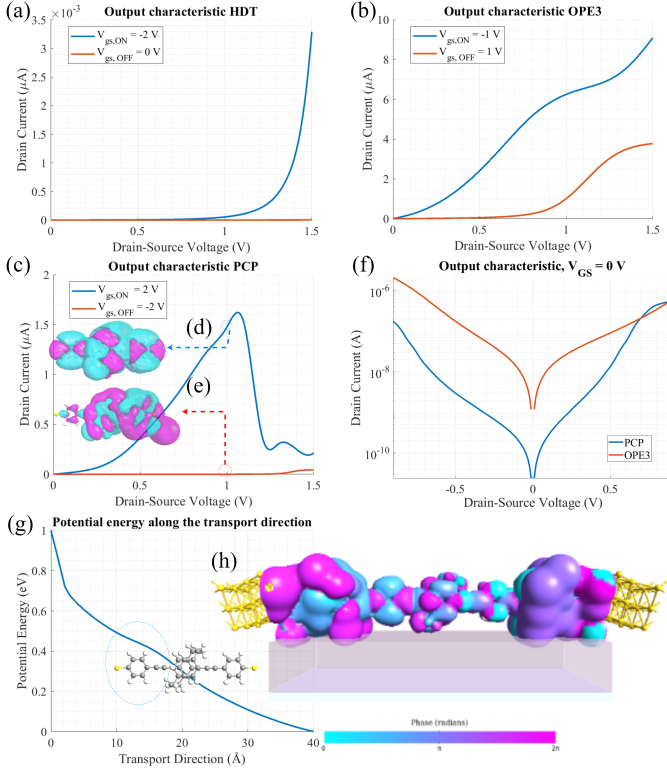 (a)
Output characteristic HDT
×10⁻³
3.5
3
2.5
2
1.5
1
0.5
0
Drain Current (μA)
V_gs,ON = -2 V
V_gs, OFF = 0 V
0 0.5 1 1.5
Drain-Source Voltage (V)
(b)
Output characteristic OPE3
10
8
6
4
2
0
Drain Current (μA)
V_gs,ON = -1 V
V_gs, OFF = 1 V
0 0.5 1 1.5
Drain-Source Voltage (V)
(c)
Output characteristic PCP
2
1.5
1
0.5
0
Drain Current (μA)
V_gs,ON = 2 V
V_gs,OFF = -2 V
(d)
(e)
0 0.5 1 1.5
Drain-Source Voltage (V)
(f)
Output characteristic, V_GS = 0 V
10⁻⁶
10⁻⁸
10⁻¹⁰
Drain Current (A)
PCP
OPE3
-0.5 0 0.5
Drain-Source Voltage (V)
(g)
Potential energy along the transport direction
1
0.8
0.6
0.4
0.2
0
Potential Energy (eV)
0 10 20 30 40
Transport Direction (Å)
(h)
Phase (radians)
0 π 2π